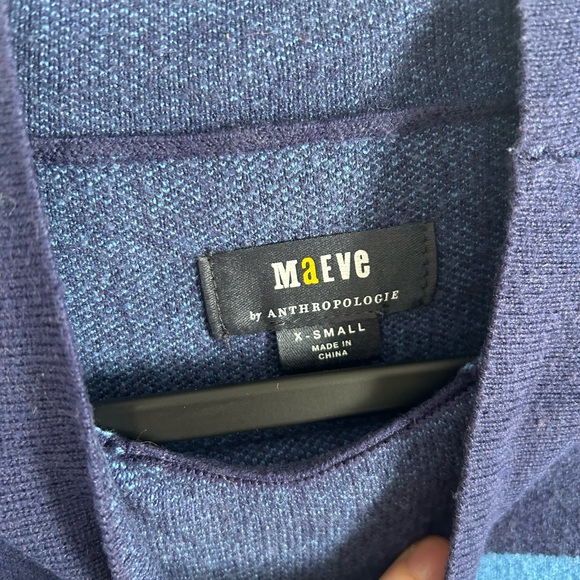 MaEVe
by ANTHROPOLOGIE
X-SMALL
MADE IN
CHINA